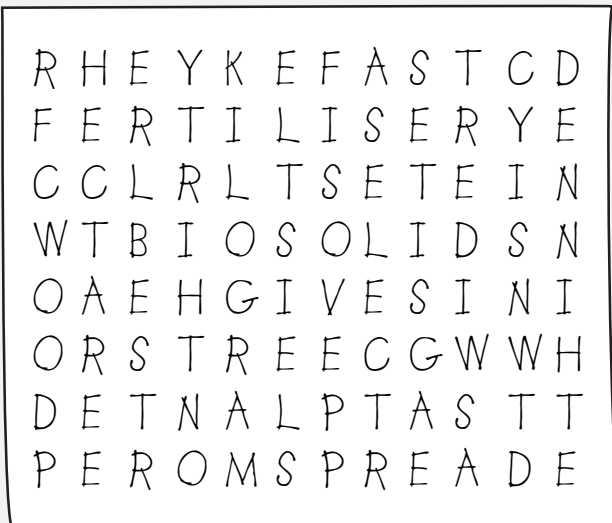 R H E Y K E F A S T C D
F E R T I L I S E R Y E
C C L R L T S E T E I N
W T B I O S O L I D S N
O A E H G I V E S I N I
O R S T R E E C G W W H
D E T N A L P T A S T T
P E R O M S P R E A D E